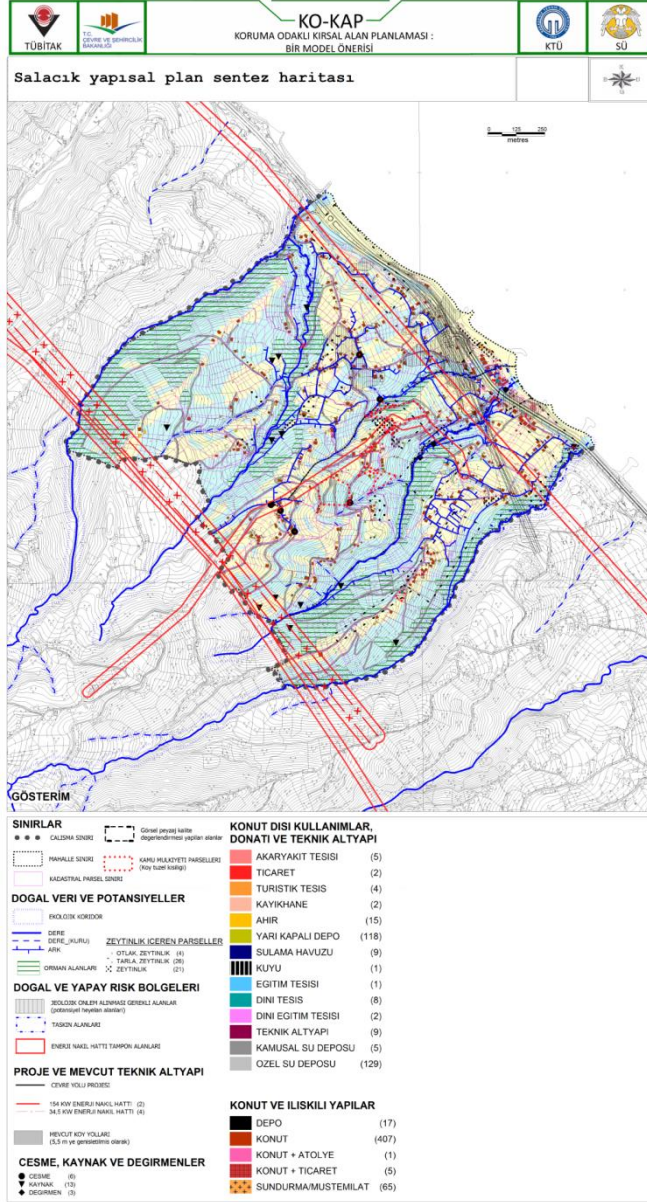 TÜBİTAK
T.C.
ÇEVRE VE ŞEHİRCİLİK
BAKANLIĞI
KO-KAP
KORUMA ODAKLI KIRSAL ALAN PLANLAMASI :
BİR MODEL ÖNERİSİ
KTÜ
SÜ
Salacık yapısal plan sentez haritası
K
B
D
G
0 125 250
metres
GÖSTERİM
SINIRLAR
CALISMA SINIRI
Görsel peyzaj kalite
degerlendirmesi yapilan alanlar
MAHALLE SINIRI
KAMU MULKIYETI PARSELLERI
(Koy tuzel kisiligi)
KADASTRAL PARSEL SINIRI
DOGAL VERI VE POTANSIYELLER
EKOLOJIK KORIDOR
DERE
DERE_(KURU)
ARK
ORMAN ALANLARI
ZEYTINLIK ICEREN PARSELLER
OTLAK, ZEYTINLIK (4)
TARLA, ZEYTINLIK (26)
ZEYTINLIK (21)
DOGAL VE YAPAY RISK BOLGELERI
JEOLOJIK ONLEM ALINMASI GEREKLI ALANLAR
(potansiyel heyelan alanlari)
TASKIN ALANLARI
ENERJI NAKIL HATTI TAMPON ALANLARI
PROJE VE MEVCUT TEKNIK ALTYAPI
CEVRE YOLU PROJESI
154 KW ENERJI NAKIL HATTI (2)
34,5 KW ENERJI NAKIL HATTI (4)
MEVCUT KOY YOLLARI
(5,5 m ye genisletilmis olarak)
CESME, KAYNAK VE DEGIRMENLER
CESME (6)
KAYNAK (13)
DEGIRMEN (3)
KONUT DISI KULLANIMLAR,
DONATI VE TEKNIK ALTYAPI
AKARYAKIT TESISI (5)
TICARET (2)
TURISTIK TESIS (4)
KAYIKHANE (2)
AHIR (15)
YARI KAPALI DEPO (118)
SULAMA HAVUZU (9)
KUYU (1)
EGITIM TESISI (1)
DINI TESIS (8)
DINI EGITIM TESISI (2)
TEKNIK ALTYAPI (9)
KAMUSAL SU DEPOSU (5)
OZEL SU DEPOSU (129)
KONUT VE ILISKILI YAPILAR
DEPO (17)
KONUT (407)
KONUT + ATOLYE (1)
KONUT + TICARET (5)
SUNDURMA/MUSTEMILAT (65)